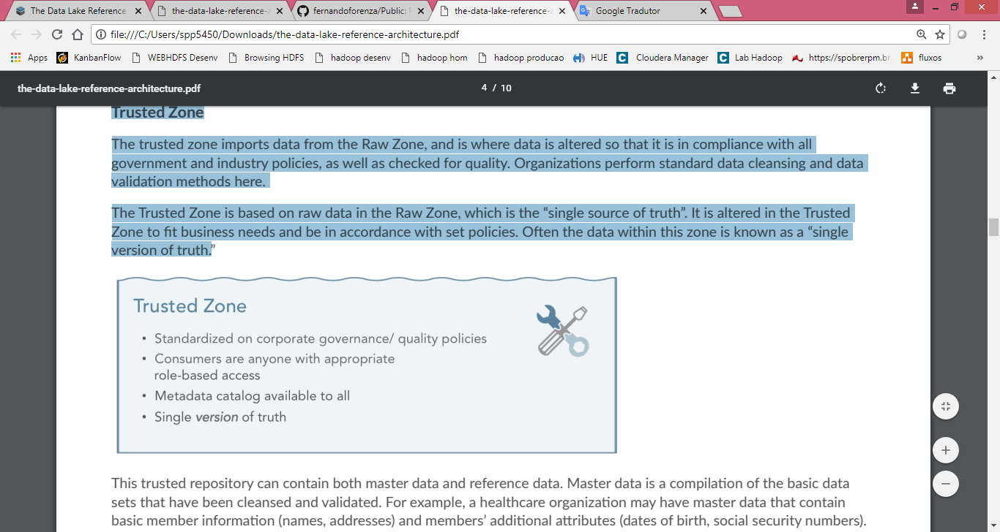 The Data Lake Reference
the-data-lake-reference-
fernandoforenza/Public:
the-data-lake-reference-
Google Tradutor
file:///C:/Users/spp5450/Downloads/the-data-lake-reference-architecture.pdf
Apps KanbanFlow WEBHDFS Desenv Browsing HDFS hadoop desenv hadoop hom hadoop producao HUE Cloudera Manager Lab Hadoop https://spobrerpm.br fluxos »
the-data-lake-reference-architecture.pdf 4 / 10
Trusted Zone
The trusted zone imports data from the Raw Zone, and is where data is altered so that it is in compliance with all
government and industry policies, as well as checked for quality. Organizations perform standard data cleansing and data
validation methods here.
The Trusted Zone is based on raw data in the Raw Zone, which is the “single source of truth”. It is altered in the Trusted
Zone to fit business needs and be in accordance with set policies. Often the data within this zone is known as a “single
version of truth.”
Trusted Zone
• Standardized on corporate governance/ quality policies
• Consumers are anyone with appropriate
role-based access
• Metadata catalog available to all
• Single version of truth
This trusted repository can contain both master data and reference data. Master data is a compilation of the basic data
sets that have been cleansed and validated. For example, a healthcare organization may have master data that contain
basic member information (names, addresses) and members’ additional attributes (dates of birth, social security numbers).